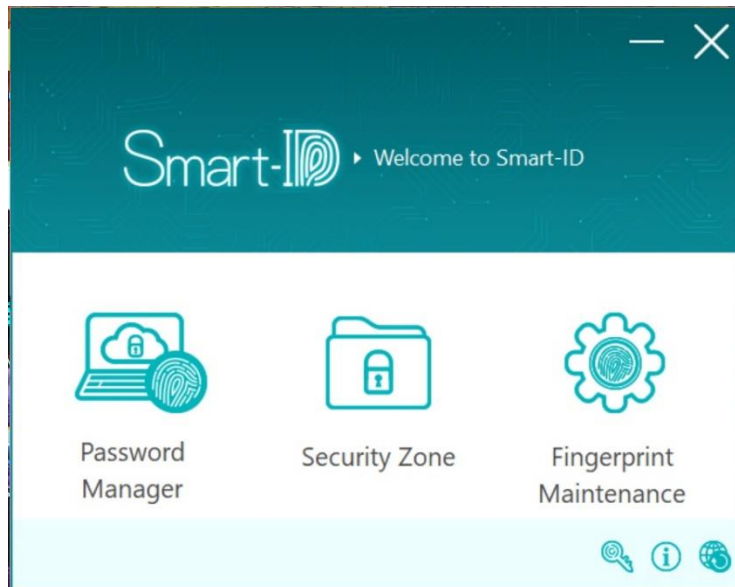 Smart-ID
Welcome to Smart-ID
Password
Manager
Security Zone
Fingerprint
Maintenance